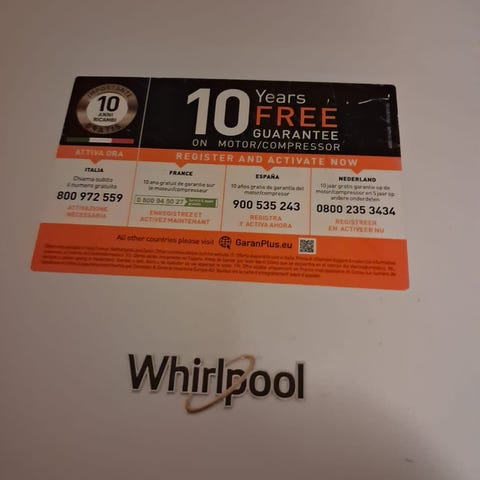 IMPORTANTE
10
ANNI
RICAMBI
GRATIS
10 Years
FREE
GUARANTEE
ON MOTOR/COMPRESSOR
ATTIVA ORA
REGISTER AND ACTIVATE NOW
ITALIA
Chiama subito
il numero gratuito
800 972 559
ATTIVAZIONE
NECESSARIA
FRANCE
10 ans gratuit de garantie sur
le moteur/compresseur
0 800 94 50 27
ENREGISTREZ ET
ACTIVEZ MAINTENANT
ESPAÑA
10 años gratis de garantía del
motor/compresor
900 535 243
REGISTRA
Y ACTIVA AHORA
NEDERLAND
10 jaar gratis garantie op de
motor/compressor en 5 jaar op
andere onderdelen
0800 235 3434
REGISTREER
EN ACTIVEER NU
All other countries please visit GaranPlus.eu
Whirlpool